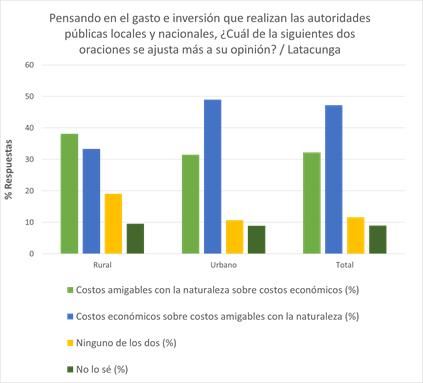 Pensando en el gasto e inversión que realizan las autoridades
públicas locales y nacionales, ¿Cuál de la siguientes dos
oraciones se ajusta más a su opinión? / Latacunga
60
50
40
30
20
10
0
% Respuestas
Rural
Urbano
Total
Costos amigables con la naturaleza sobre costos económicos (%)
Costos económicos sobre costos amigables con la naturaleza (%)
Ninguno de los dos (%)
No lo sé (%)